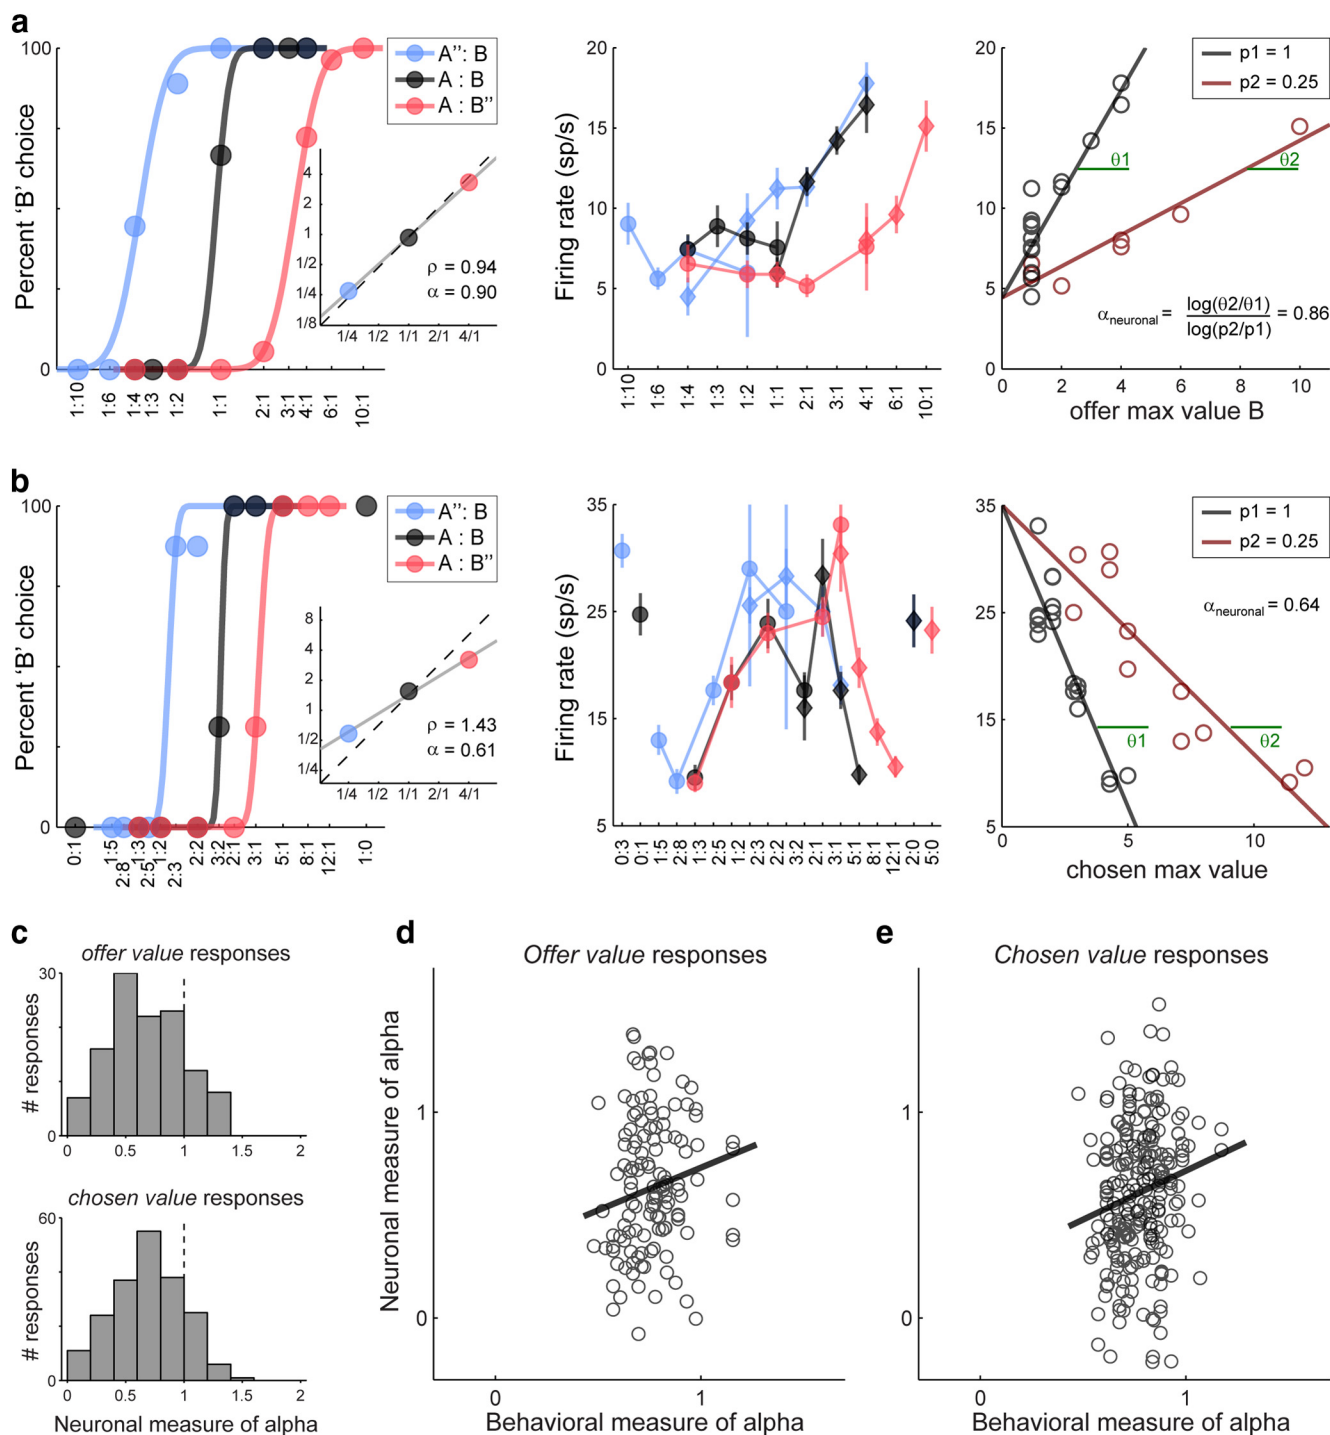 a
100
0
Percent 'B' choice
A'': B
A : B
A : B''
4
2
1
1/2
1/4
1/8
1/4 1/2 1/1 2/1 4/1
ρ = 0.94
α = 0.90
1:10 1:6 1:4 1:3 1:2 1:1 2:1 3:1 4:1 6:1 10:1
Firing rate (sp/s)
20
15
10
5
0
1:10 1:6 1:4 1:3 1:2 1:1 2:1 3:1 4:1 6:1 10:1
20
15
10
5
0
p1 = 1
p2 = 0.25
θ1 θ2
αneuronal = log(θ2/θ1) / log(p2/p1) = 0.86
0 2 4 6 8 10
offer max value B
b
100
0
Percent 'B' choice
A'': B
A : B
A : B''
8
4
2
1
1/2
1/4
1/4 1/2 1/1 2/1 4/1
ρ = 1.43
α = 0.61
0:1 1:5 2:8 1:3 2:5 1:2 2:3 2:2 3:2 2:1 3:1 5:1 8:1 12:1 1:0
Firing rate (sp/s)
35
25
15
5
0:3 0:1 1:5 2:8 1:3 2:5 1:2 2:3 2:2 3:2 2:1 3:1 5:1 8:1 12:1 2:0 5:0
35
25
15
5
p1 = 1
p2 = 0.25
αneuronal = 0.64
θ1 θ2
0 5 10
chosen max value
c
offer value responses
# responses
30
0
0 0.5 1 1.5 2
chosen value responses
# responses
60
0
0 0.5 1 1.5 2
Neuronal measure of alpha
d
Offer value responses
Neuronal measure of alpha
1
0
0 1
Behavioral measure of alpha
e
Chosen value responses
1
0
0 1
Behavioral measure of alpha